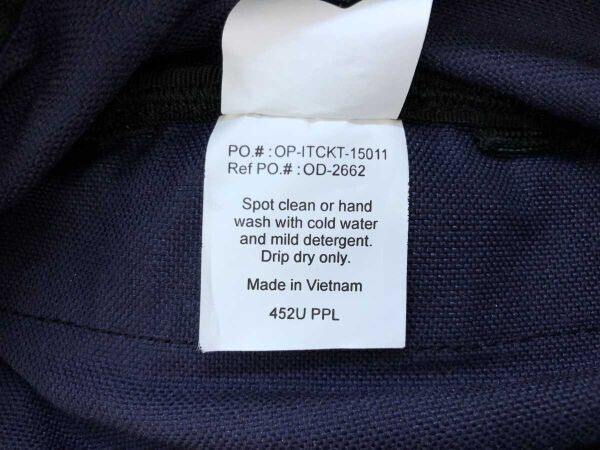 PO.# : OP-ITCKT-15011
Ref PO.# : OD-2662
Spot clean or hand
wash with cold water
and mild detergent.
Drip dry only.
Made in Vietnam
452U PPL